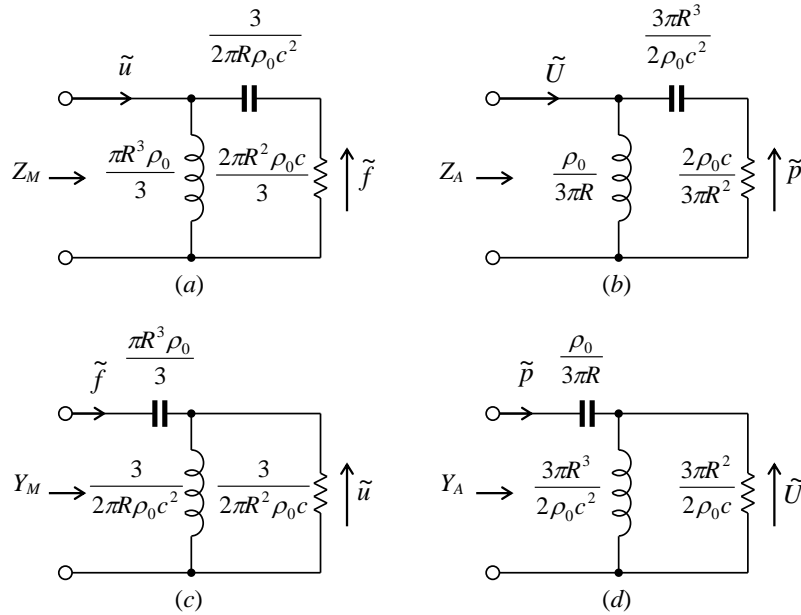 3
2πRρ₀c²
ũ
Z_M
πR³ρ₀
3
2πR²ρ₀c
3
f̃
(a)
3πR³
2ρ₀c²
Ũ
Z_A
ρ₀
3πR
2ρ₀c
3πR²
p̃
(b)
πR³ρ₀
3
f̃
Y_M
3
2πRρ₀c²
3
2πR²ρ₀c
ũ
(c)
ρ₀
3πR
p̃
Y_A
3πR³
2ρ₀c²
3πR²
2ρ₀c
Ũ
(d)